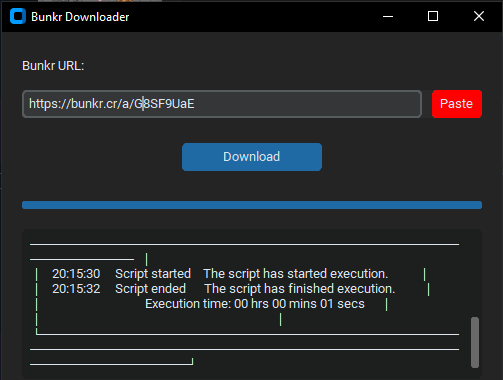 Bunkr Downloader
Bunkr URL:
https://bunkr.cr/a/G8SF9UaE
Paste
Download
20:15:30 Script started The script has started execution.
20:15:32 Script ended The script has finished execution.
Execution time: 00 hrs 00 mins 01 secs